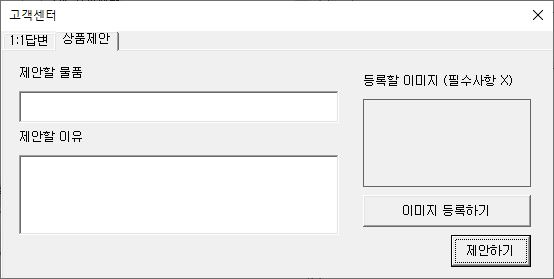 고객센터
1:1답변 상품제안
제안할 물품
등록할 이미지 (필수사항 X)
제안할 이유
이미지 등록하기
제안하기